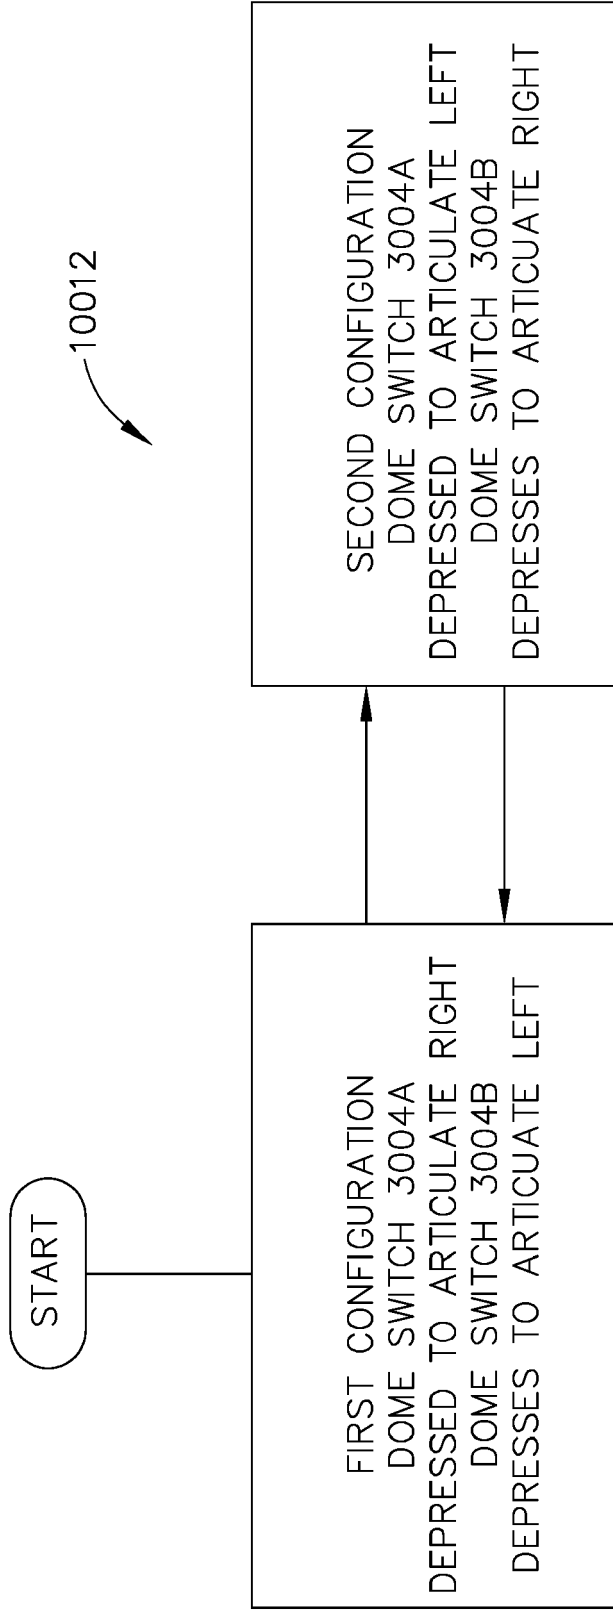 START
10012
FIRST CONFIGURATION
DOME SWITCH 3004A
DEPRESSED TO ARTICULATE RIGHT
DOME SWITCH 3004B
DEPRESSES TO ARTICUATE LEFT
SECOND CONFIGURATION
DOME SWITCH 3004A
DEPRESSED TO ARTICULATE LEFT
DOME SWITCH 3004B
DEPRESSES TO ARTICUATE RIGHT